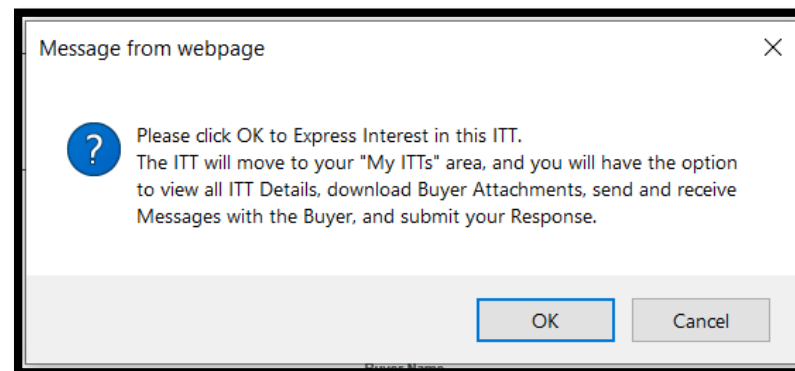 Message from webpage
Please click OK to Express Interest in this ITT.
The ITT will move to your "My ITTs" area, and you will have the option
to view all ITT Details, download Buyer Attachments, send and receive
Messages with the Buyer, and submit your Response.
OK Cancel
Buyer Name